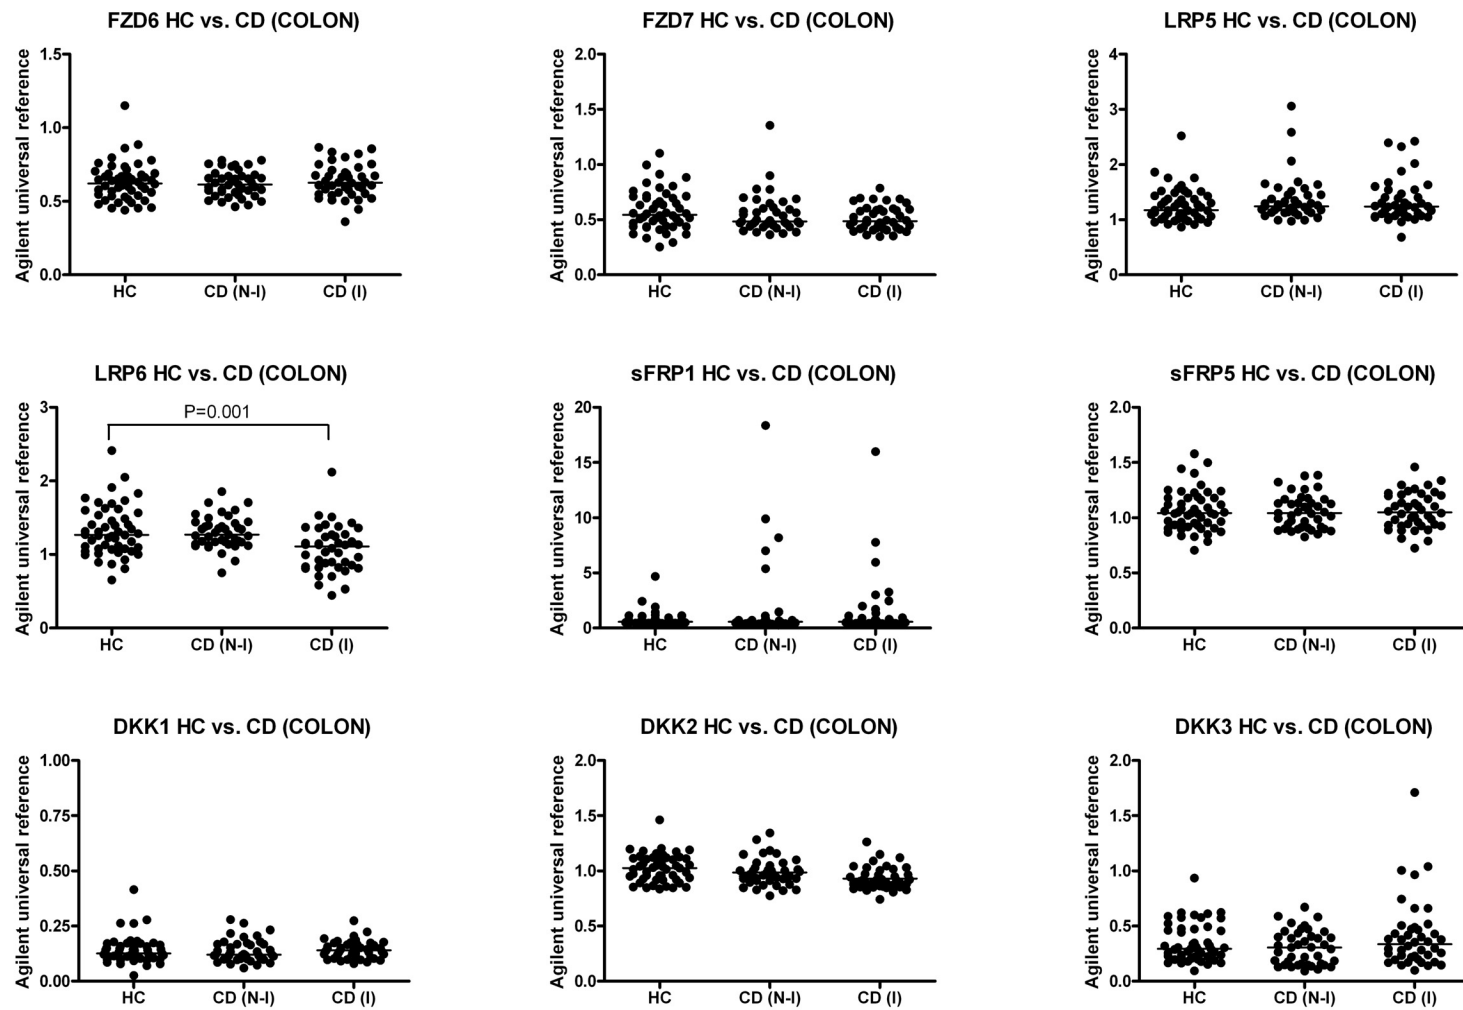 FZD6 HC vs. CD (COLON)
Agilent universal reference
1.5
1.0
0.5
0.0
HC
CD (N-I)
CD (I)
FZD7 HC vs. CD (COLON)
Agilent universal reference
2.0
1.5
1.0
0.5
0.0
HC
CD (N-I)
CD (I)
LRP5 HC vs. CD (COLON)
Agilent universal reference
4
3
2
1
0
HC
CD (N-I)
CD (I)
LRP6 HC vs. CD (COLON)
Agilent universal reference
3
2
1
0
P=0.001
HC
CD (N-I)
CD (I)
sFRP1 HC vs. CD (COLON)
Agilent universal reference
20
15
10
5
0
HC
CD (N-I)
CD (I)
sFRP5 HC vs. CD (COLON)
Agilent universal reference
2.0
1.5
1.0
0.5
0.0
HC
CD (N-I)
CD (I)
DKK1 HC vs. CD (COLON)
Agilent universal reference
1.00
0.75
0.50
0.25
0.00
HC
CD (N-I)
CD (I)
DKK2 HC vs. CD (COLON)
Agilent universal reference
2.0
1.5
1.0
0.5
0.0
HC
CD (N-I)
CD (I)
DKK3 HC vs. CD (COLON)
Agilent universal reference
2.0
1.5
1.0
0.5
0.0
HC
CD (N-I)
CD (I)